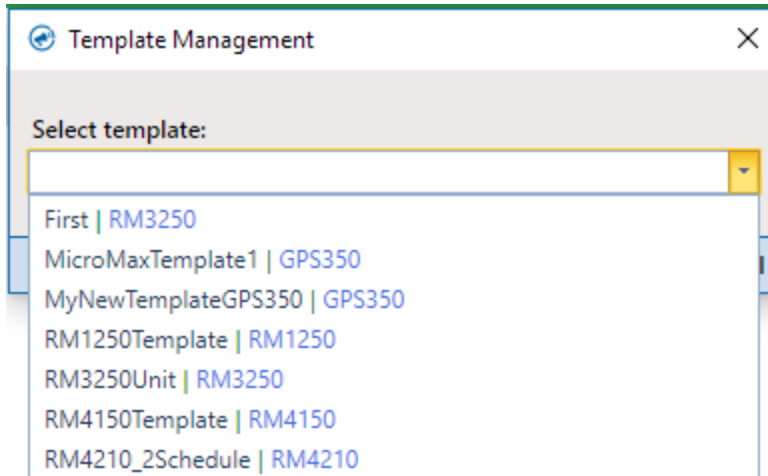 Template Management
Select template:
First | RM3250
MicroMaxTemplate1 | GPS350
MyNewTemplateGPS350 | GPS350
RM1250Template | RM1250
RM3250Unit | RM3250
RM4150Template | RM4150
RM4210_2Schedule | RM4210